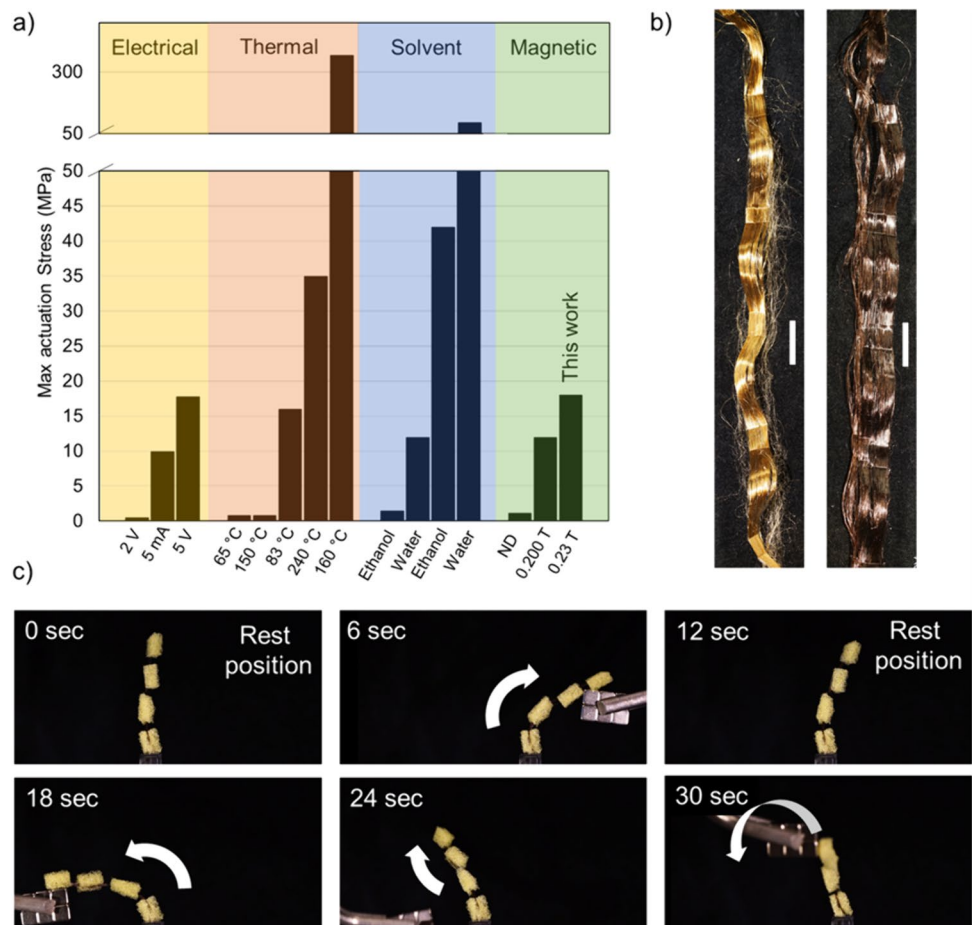 a)
Electrical Thermal Solvent Magnetic
300
50
50
45
40
35
30
25
20
15
10
5
0
Max actuation Stress (MPa)
This work
2 V
5 mA
5 V
65 °C
150 °C
83 °C
240 °C
160 °C
Ethanol
Water
Ethanol
Water
ND
0.200 T
0.23 T
b)
c)
0 sec
Rest
position
6 sec
12 sec
Rest
position
18 sec
24 sec
30 sec